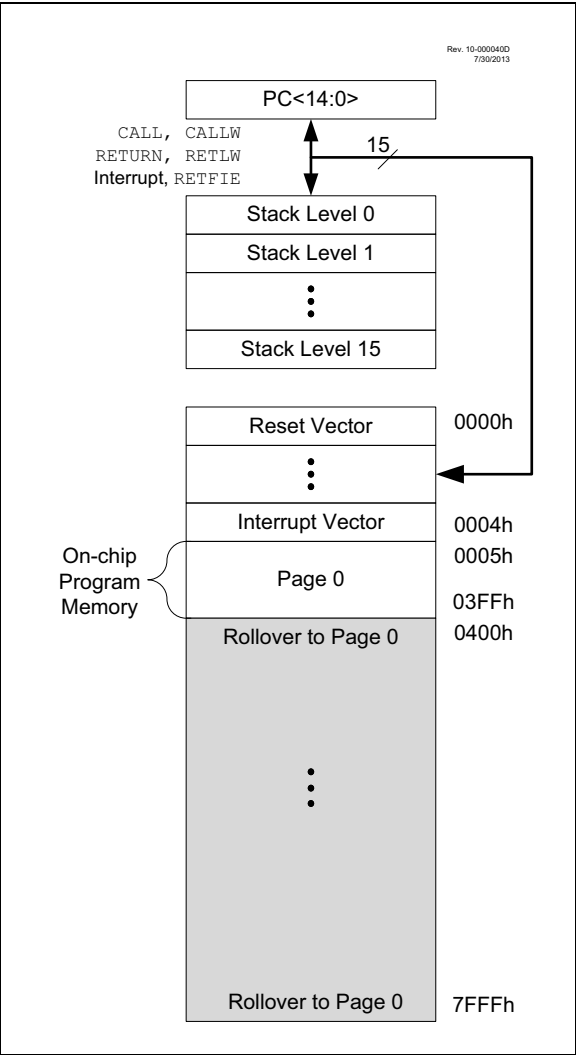 Rev. 10-000040D
7/30/2013
PC<14:0>
CALL, CALLW
RETURN, RETLW
Interrupt, RETFIE
15
Stack Level 0
Stack Level 1
Stack Level 15
Reset Vector
0000h
Interrupt Vector
0004h
On-chip
Program
Memory
Page 0
0005h
03FFh
Rollover to Page 0
0400h
Rollover to Page 0
7FFFh